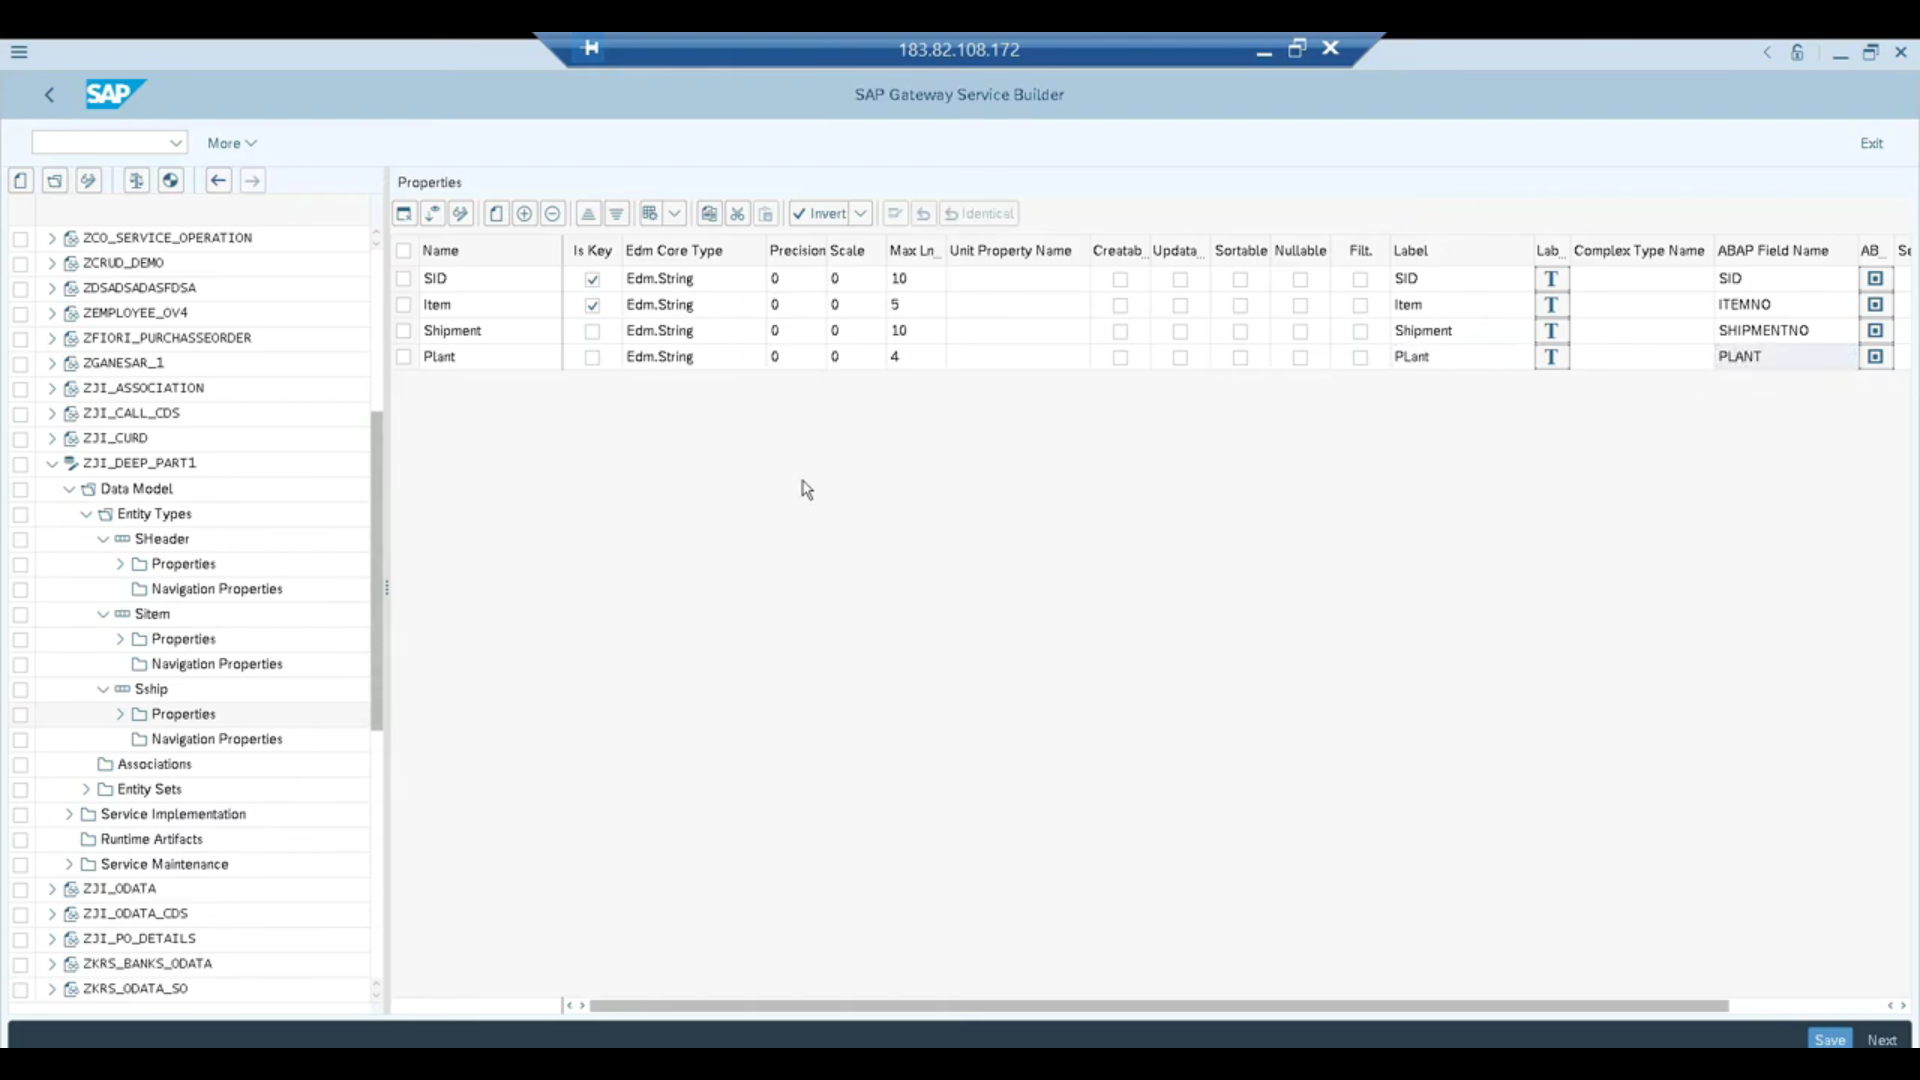 183.82.108.172
SAP
SAP Gateway Service Builder
More
Exit
Properties
Invert
Identical
Name Is Key Edm Core Type Precision Scale Max Ln_ Unit Property Name Creatab... Updata... Sortable Nullable Filt. Label Lab... Complex Type Name ABAP Field Name AB... Se
SID Edm.String 0 0 10 SID T SID
Item Edm.String 0 0 5 Item T ITEMNO
Shipment Edm.String 0 0 10 Shipment T SHIPMENTNO
Plant Edm.String 0 0 4 PLant T PLANT
ZCO_SERVICE_OPERATION
ZCRUD_DEMO
ZDSADSADASFDSA
ZEMPLOYEE_OV4
ZFIORI_PURCHASSEORDER
ZGANESAR_1
ZJI_ASSOCIATION
ZJI_CALL_CDS
ZJI_CURD
ZJI_DEEP_PART1
Data Model
Entity Types
SHeader
Properties
Navigation Properties
Sitem
Properties
Navigation Properties
Sship
Properties
Navigation Properties
Associations
Entity Sets
Service Implementation
Runtime Artifacts
Service Maintenance
ZJI_ODATA
ZJI_ODATA_CDS
ZJI_PO_DETAILS
ZKRS_BANKS_ODATA
ZKRS_ODATA_SO
Save Next